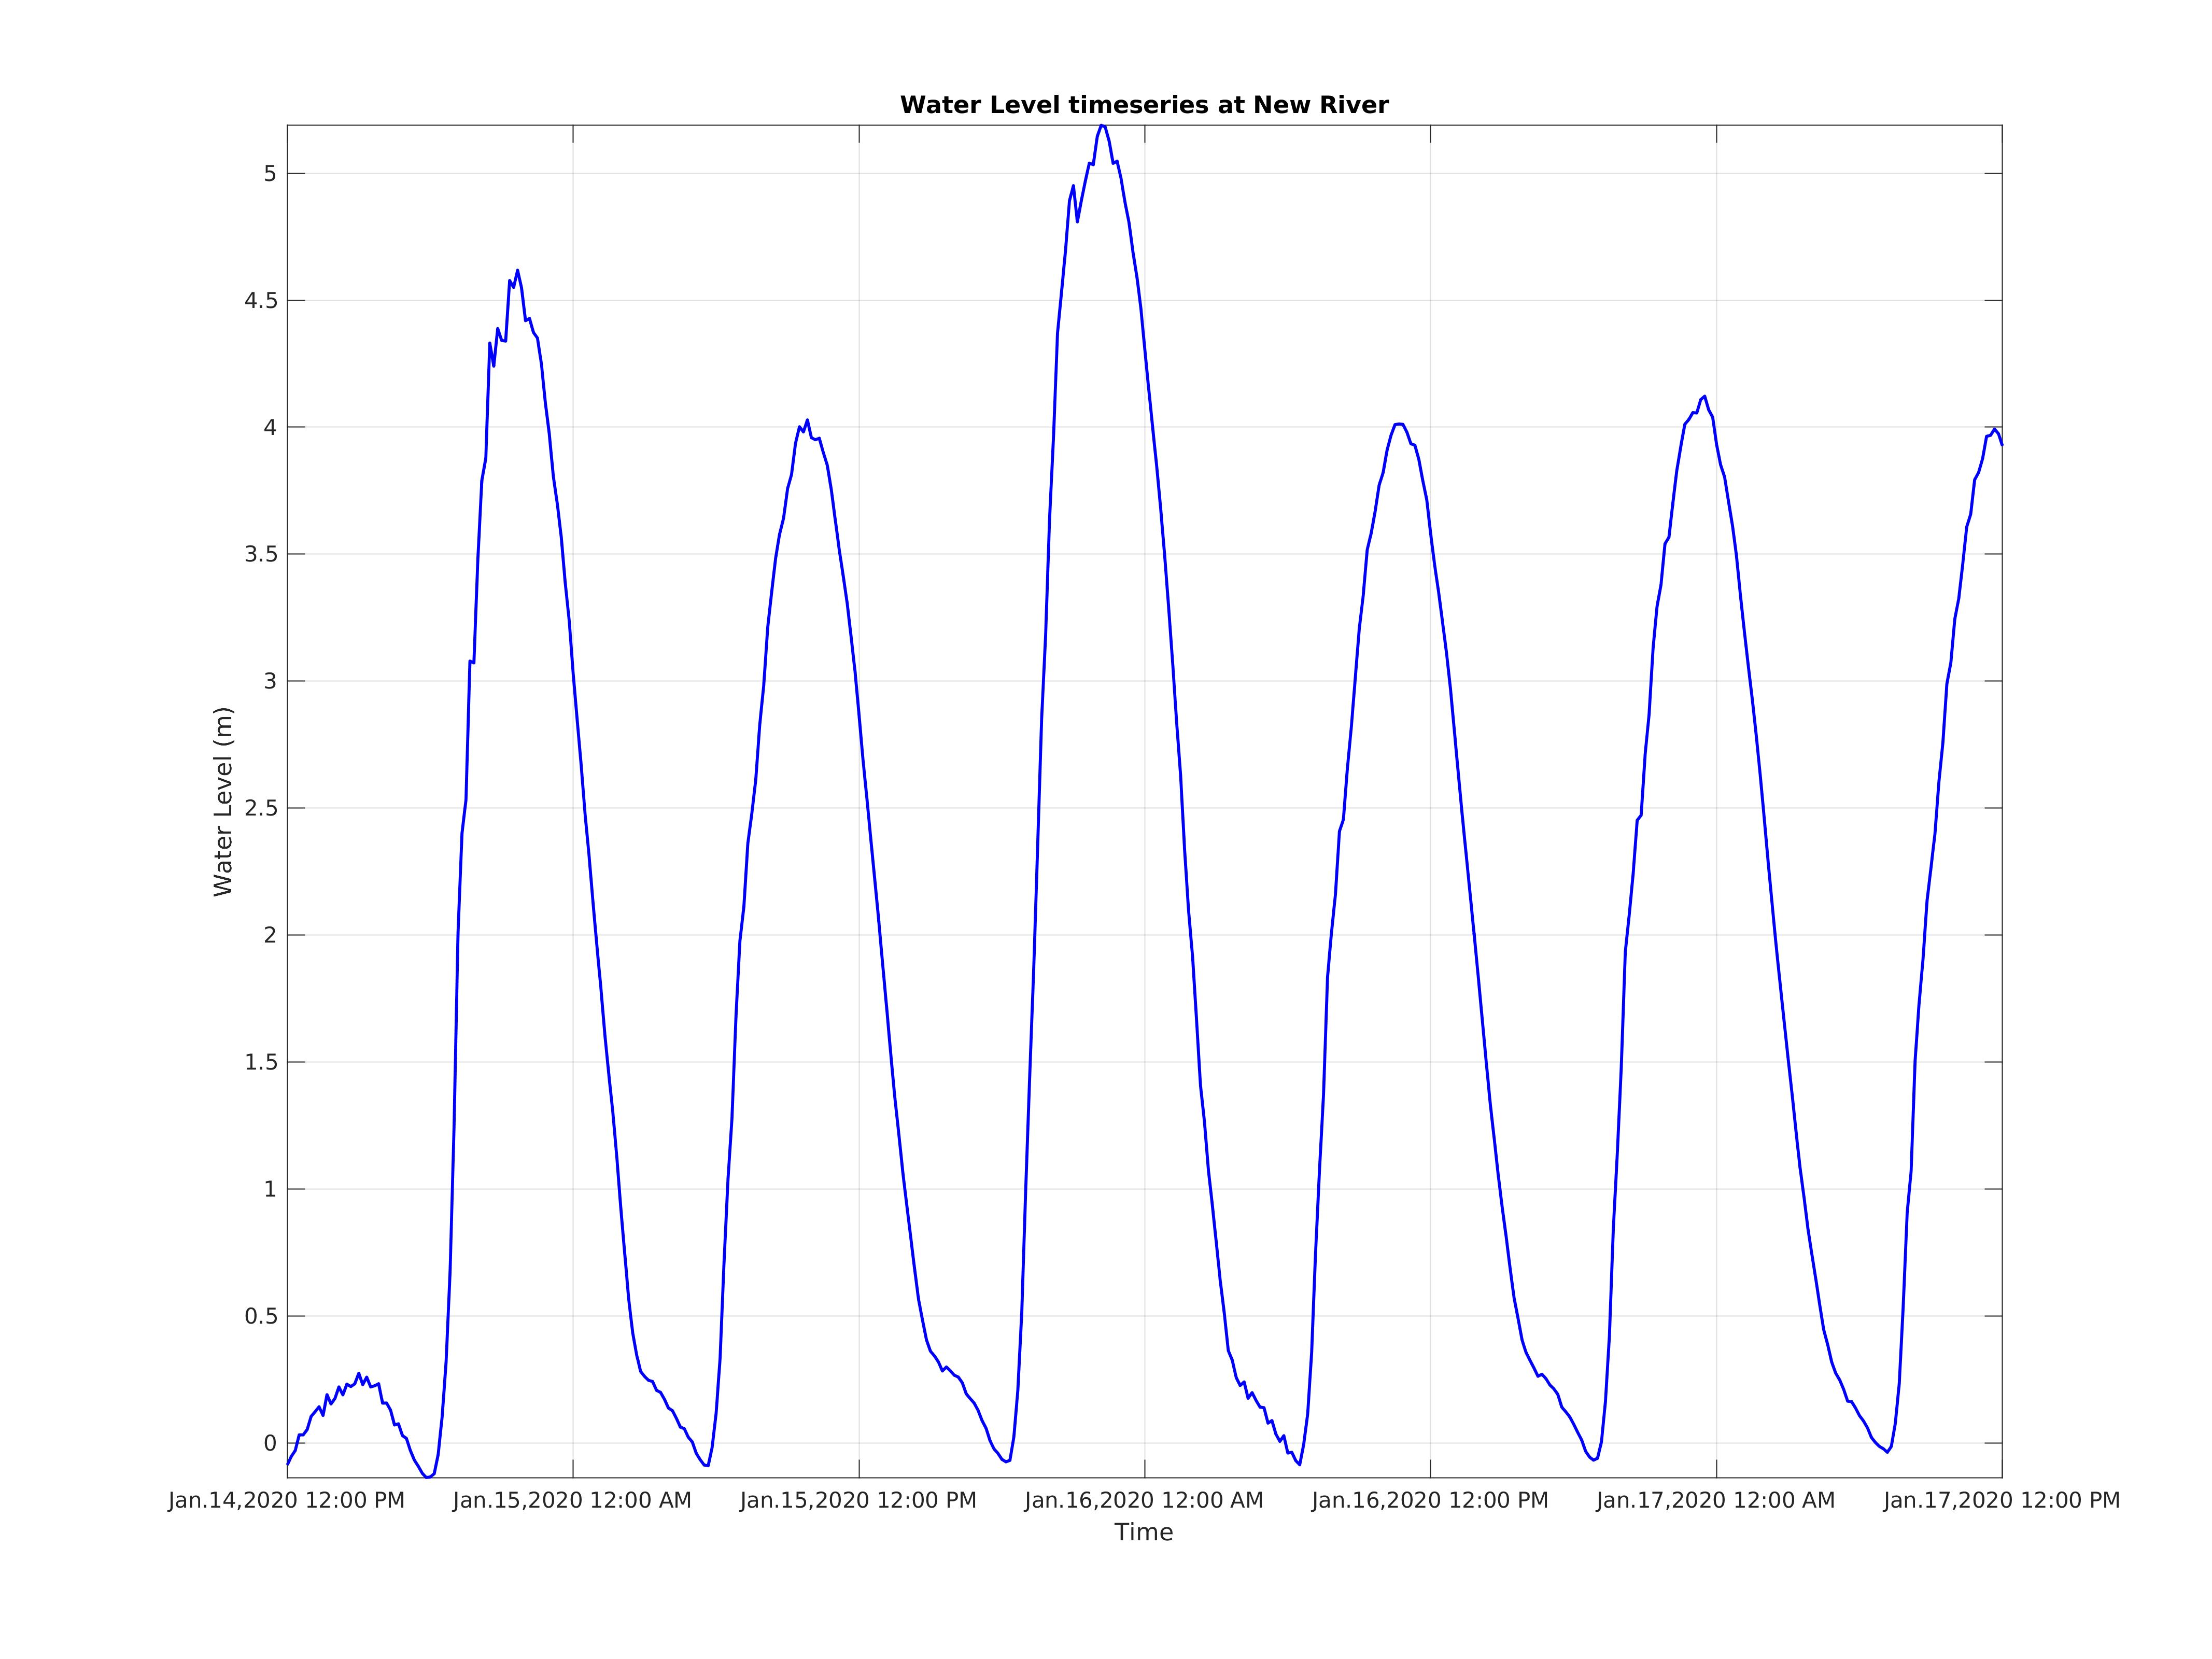 Water Level timeseries at New River
5
4.5
4
3.5
3
2.5
2
1.5
1
0.5
0
Water Level (m)
Jan.14,2020 12:00 PM
Jan.15,2020 12:00 AM
Jan.15,2020 12:00 PM
Jan.16,2020 12:00 AM
Jan.16,2020 12:00 PM
Jan.17,2020 12:00 AM
Jan.17,2020 12:00 PM
Time